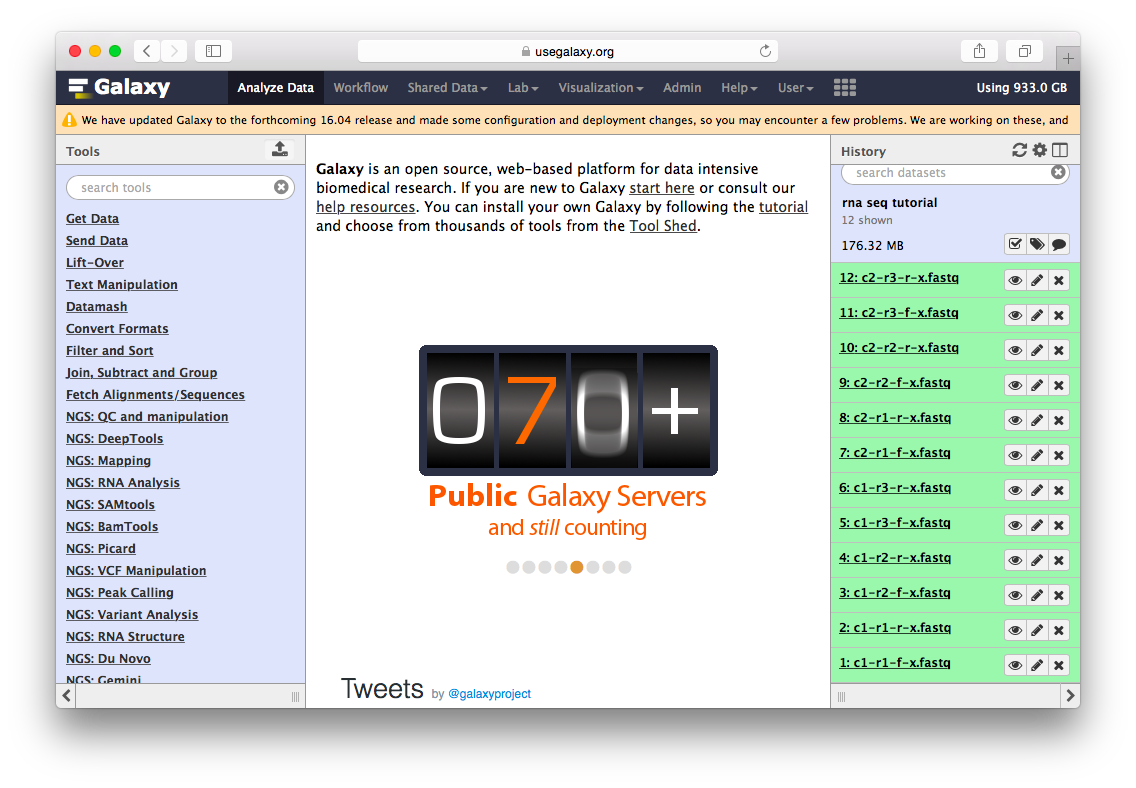 usegalaxy.org
Galaxy
Analyze Data Workflow Shared Data Lab Visualization Admin Help User Using 933.0 GB
We have updated Galaxy to the forthcoming 16.04 release and made some configuration and deployment changes, so you may encounter a few problems. We are working on these, and
Tools
search tools
Get Data
Send Data
Lift-Over
Text Manipulation
Datamash
Convert Formats
Filter and Sort
Join, Subtract and Group
Fetch Alignments/Sequences
NGS: QC and manipulation
NGS: DeepTools
NGS: Mapping
NGS: RNA Analysis
NGS: SAMtools
NGS: BamTools
NGS: Picard
NGS: VCF Manipulation
NGS: Peak Calling
NGS: Variant Analysis
NGS: RNA Structure
NGS: Du Novo
NGS: Gemini
Galaxy is an open source, web-based platform for data intensive
biomedical research. If you are new to Galaxy start here or consult our
help resources. You can install your own Galaxy by following the tutorial
and choose from thousands of tools from the Tool Shed.
070+
Public Galaxy Servers
and still counting
Tweets by @galaxyproject
History
search datasets
rna seq tutorial
12 shown
176.32 MB
12: c2-r3-r-x.fastq
11: c2-r3-f-x.fastq
10: c2-r2-r-x.fastq
9: c2-r2-f-x.fastq
8: c2-r1-r-x.fastq
7: c2-r1-f-x.fastq
6: c1-r3-r-x.fastq
5: c1-r3-f-x.fastq
4: c1-r2-r-x.fastq
3: c1-r2-f-x.fastq
2: c1-r1-r-x.fastq
1: c1-r1-f-x.fastq